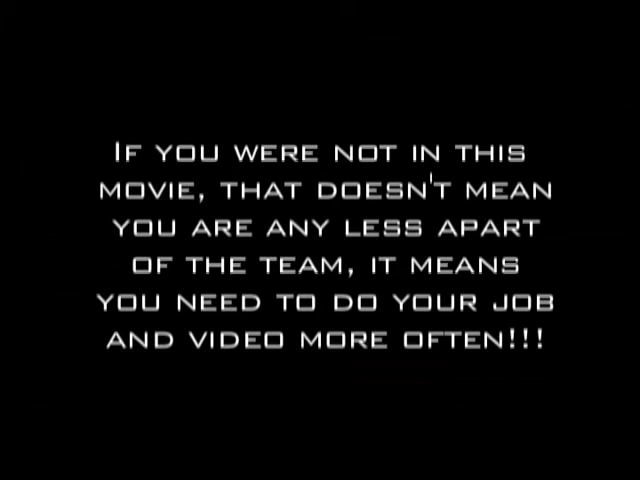 If you were not in this
movie, that doesn't mean
you are any less apart
of the team, it means
you need to do your job
and video more often!!!